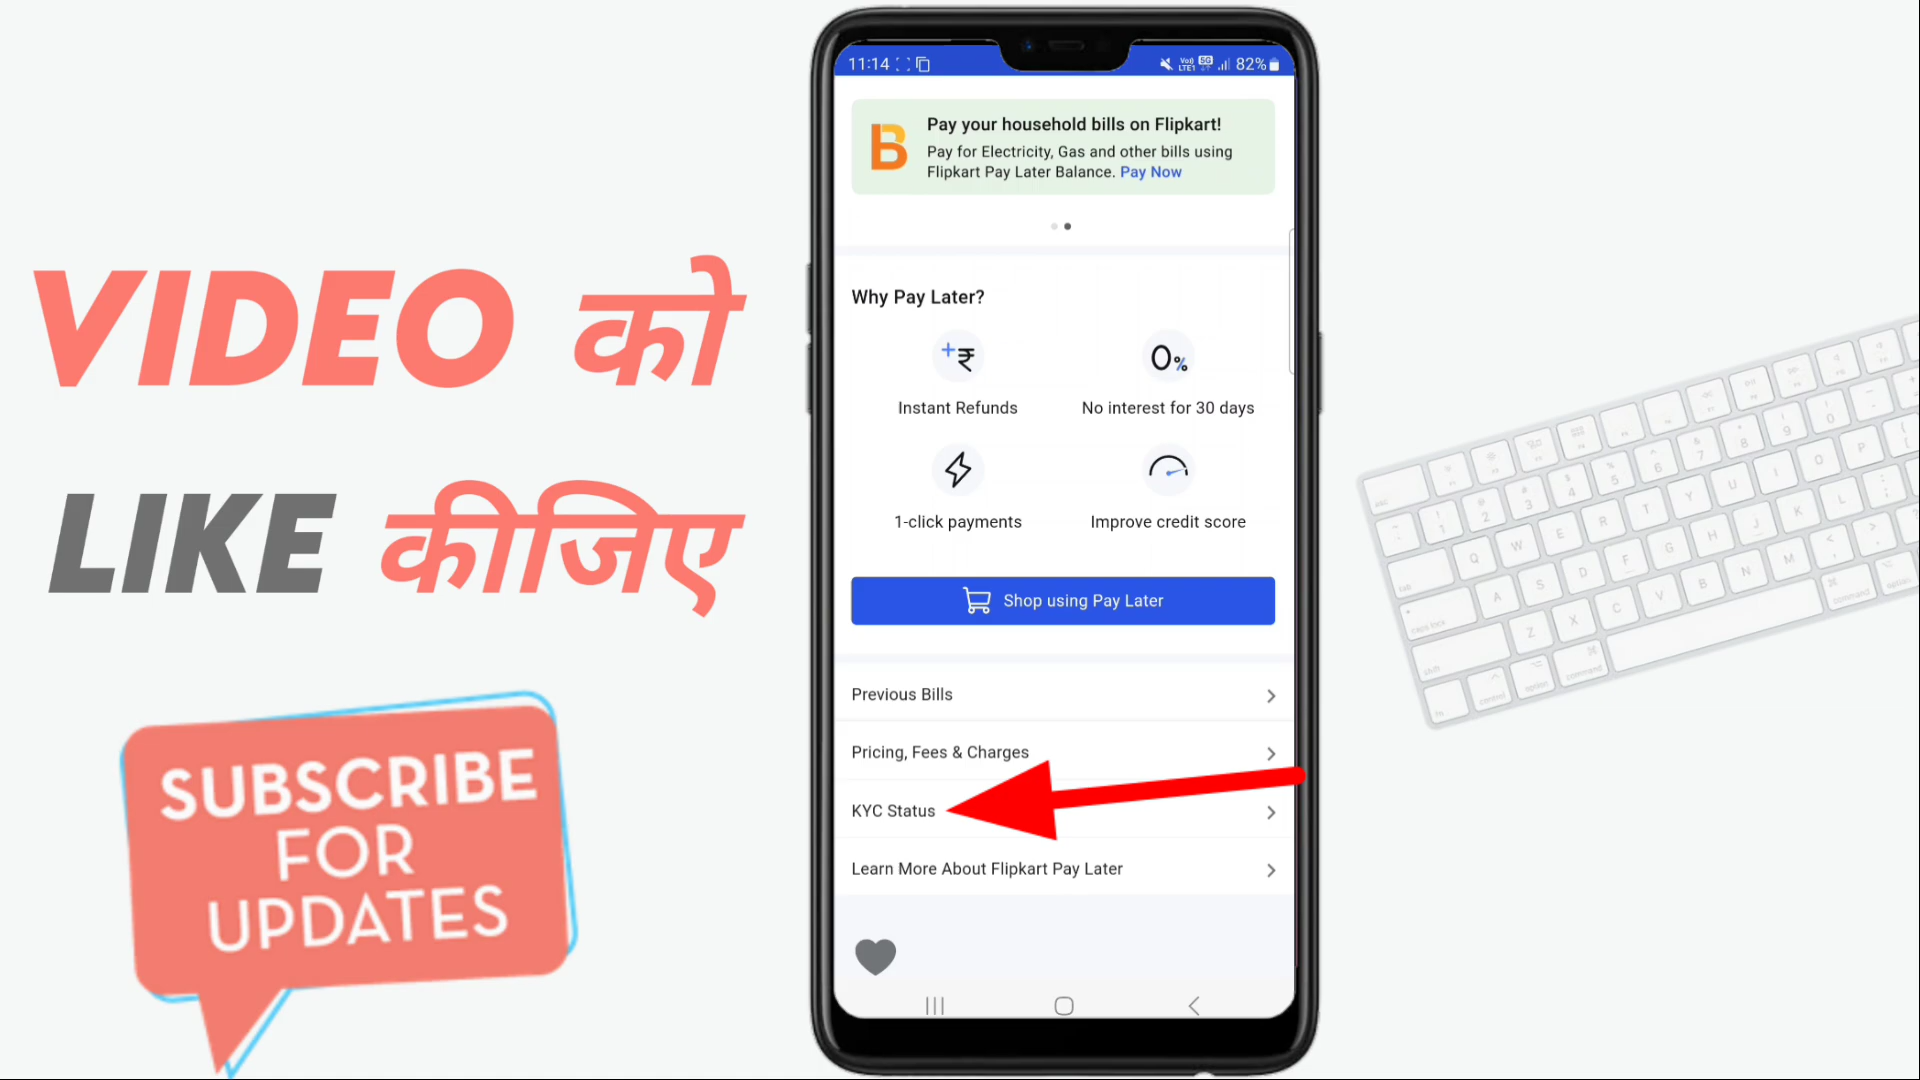 VIDEO को
LIKE कीजिए
SUBSCRIBE
FOR
UPDATES
11:14
82%
Pay your household bills on Flipkart!
Pay for Electricity, Gas and other bills using
Flipkart Pay Later Balance. Pay Now
Why Pay Later?
+₹
0%
Instant Refunds
No interest for 30 days
1-click payments
Improve credit score
Shop using Pay Later
Previous Bills
Pricing, Fees & Charges
KYC Status
Learn More About Flipkart Pay Later